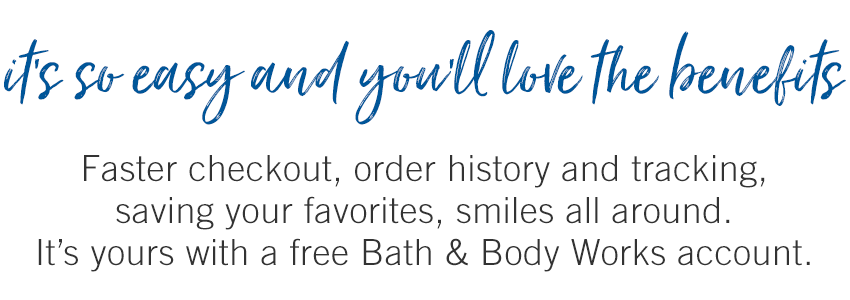 it's so easy and you'll love the benefits
Faster checkout, order history and tracking,
saving your favorites, smiles all around.
It’s yours with a free Bath & Body Works account.